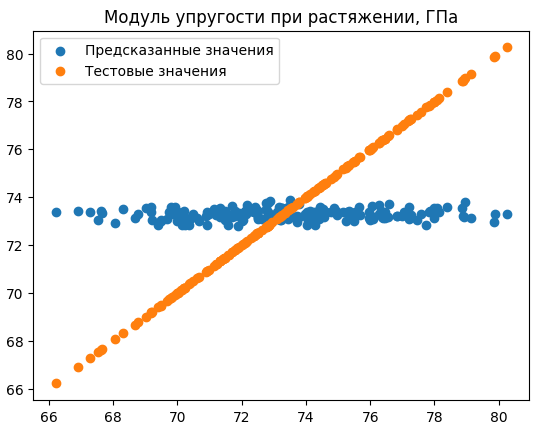 Модуль упругости при растяжении, ГПа
Предсказанные значения
Тестовые значения
80
78
76
74
72
70
68
66
66 68 70 72 74 76 78 80